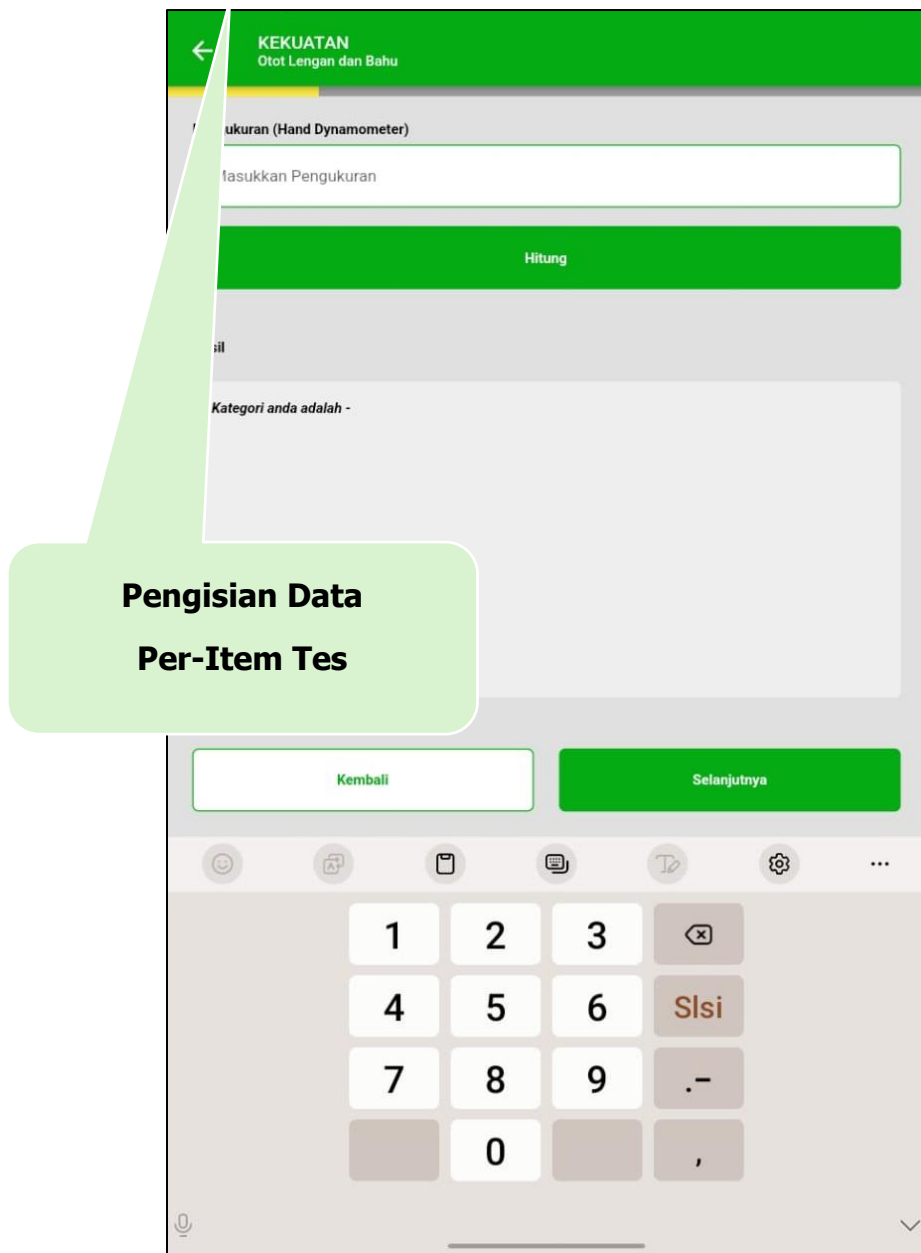 KEKUATAN
Otot Lengan dan Bahu
ukuran (Hand Dynamometer)
asukkan Pengukuran
Hitung
sil
Kategori anda adalah -
Pengisian Data
Per-Item Tes
Kembali
Selanjutnya
1 2 3
4 5 6 Slsi
7 8 9 .–
0 ,